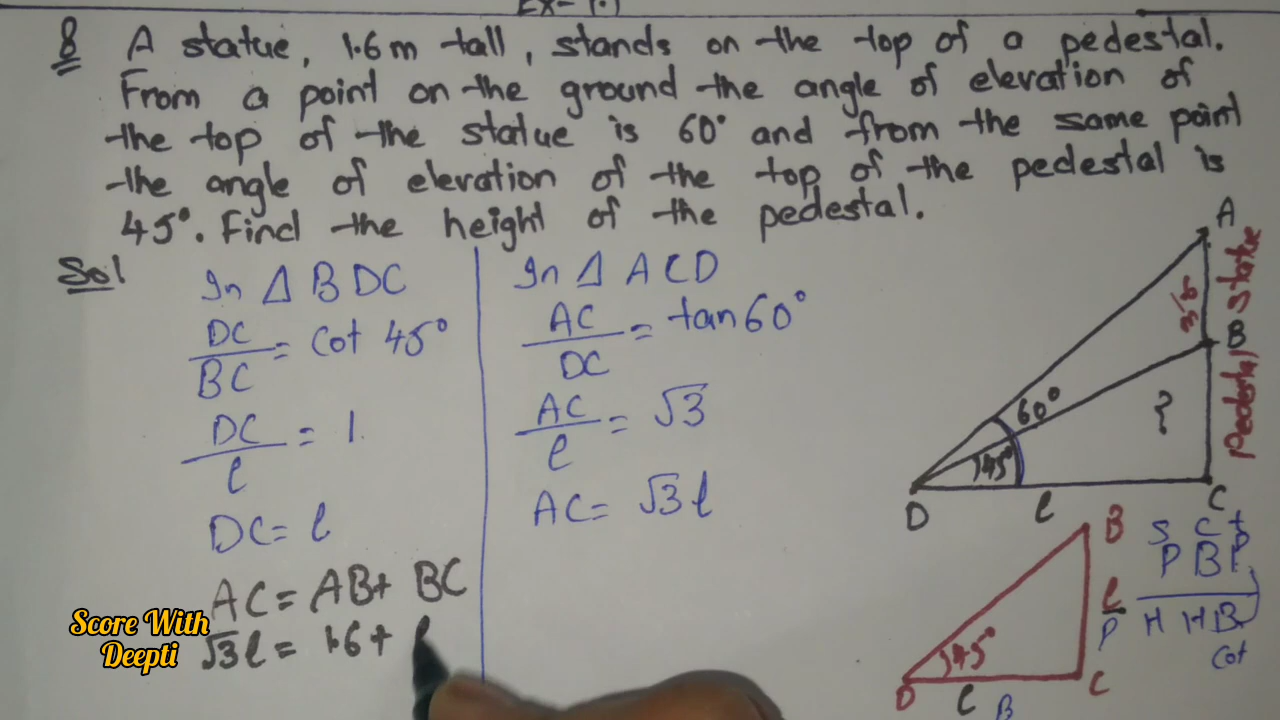 Ex-1.1
Q A statue, 1.6 m tall, stands on the top of a pedestal.
From a point on the ground the angle of elevation of
the top of the statue is 60° and from the same point
the angle of elevation of the top of the pedestal is
45°. Find the height of the pedestal.
Sol
In Δ BDC
DC/BC = cot 45°
DC/l = 1
DC = l
AC = AB + BC
√3l = 1.6 + l
In Δ ACD
AC/DC = tan 60°
AC/l = √3
AC = √3 l
A
Statue
B
60°
Pedestal
?
45°
D
l
C
B
l
P
45°
D
l
B
C
S C t
P B P
H H B
Cot
Score With
Deepti